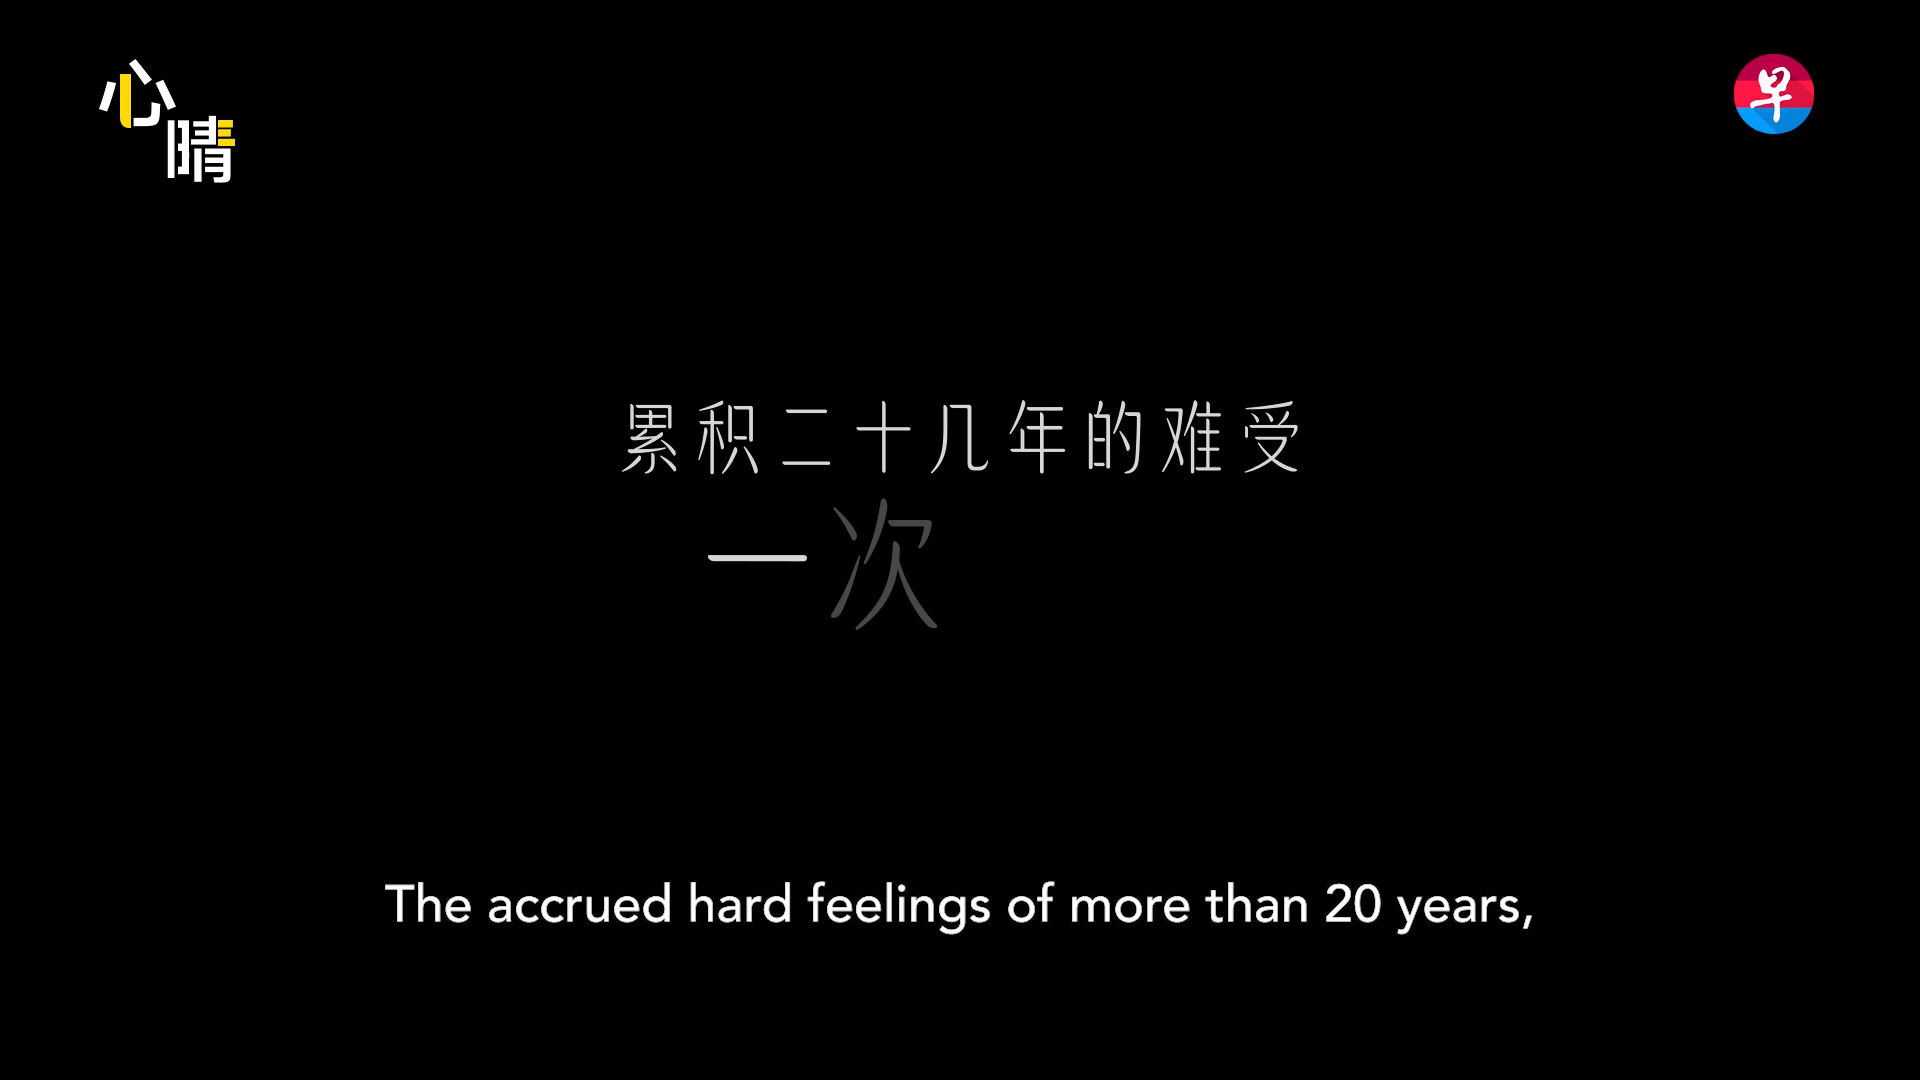 心晴
早
累积二十几年的难受
一次
The accrued hard feelings of more than 20 years,